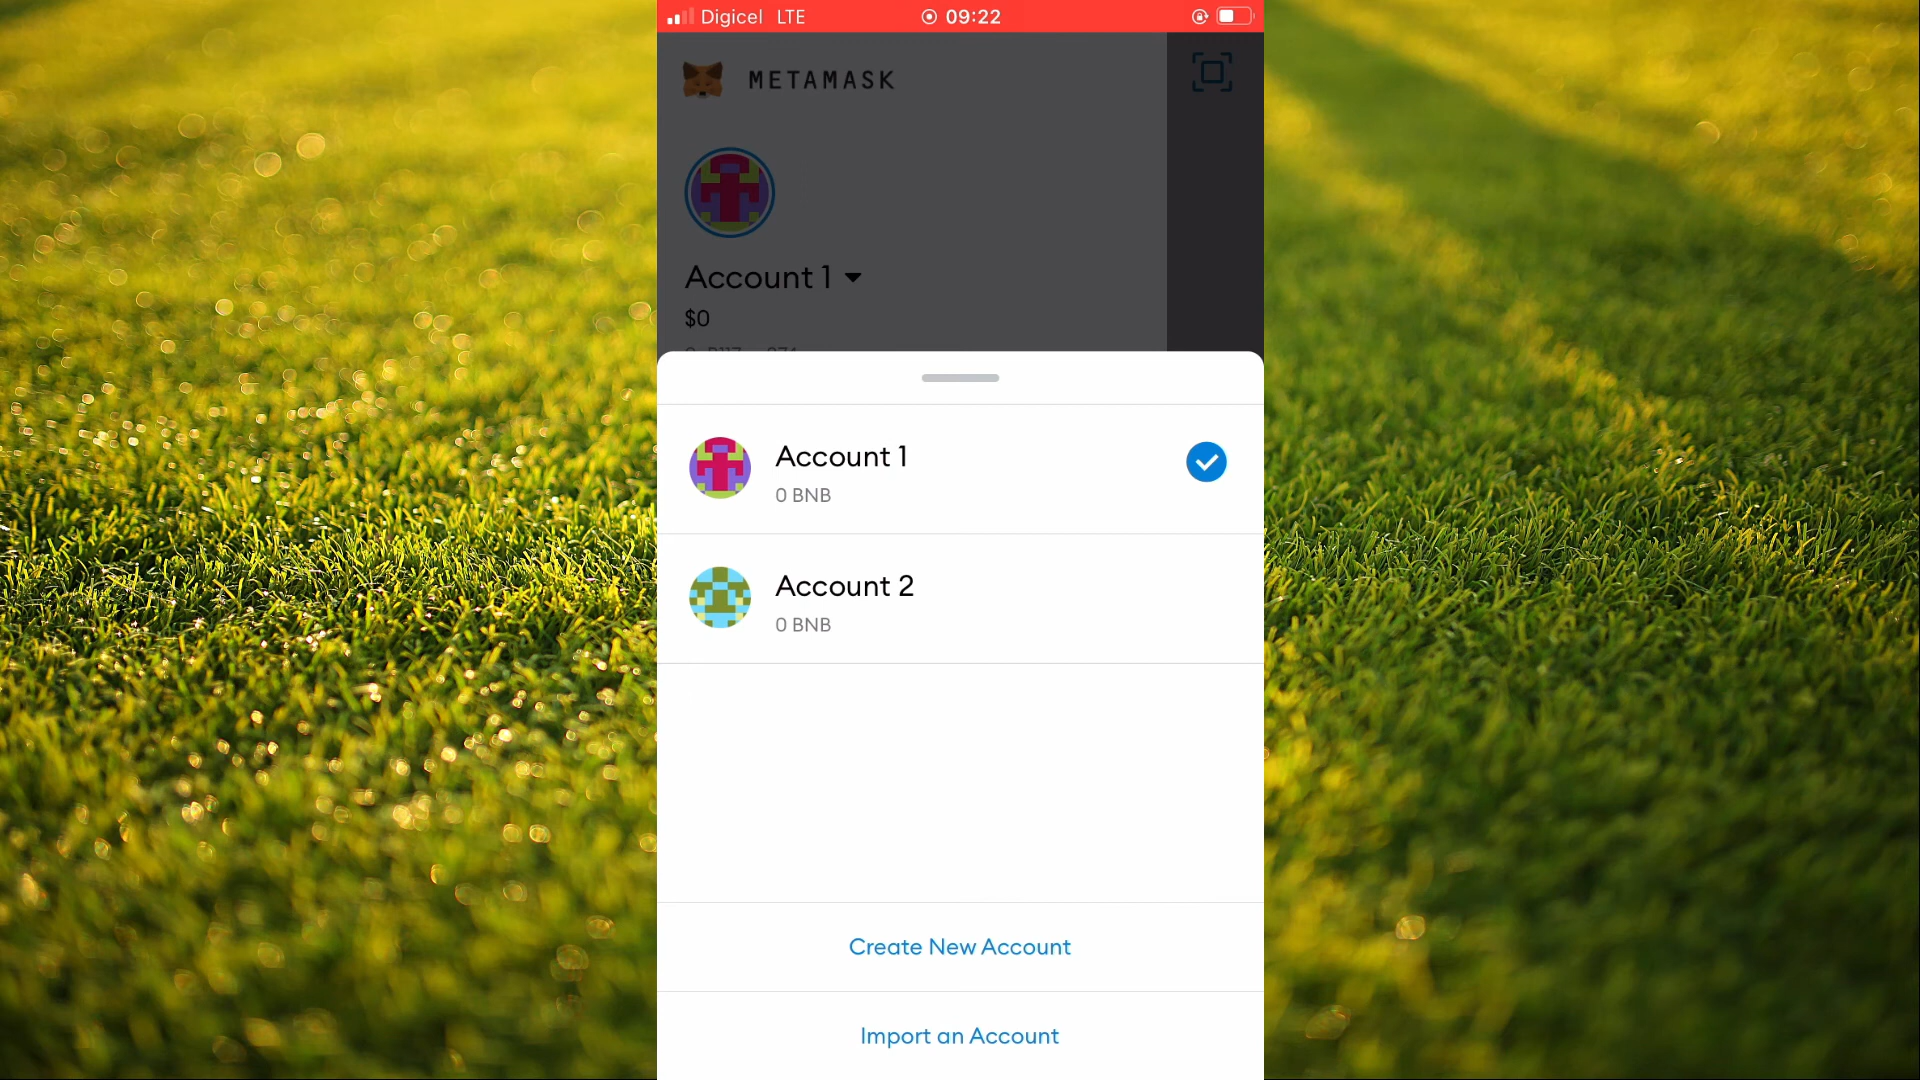 Digicel LTE 09:22
METAMASK
Account 1
$0
Account 1
0 BNB
Account 2
0 BNB
Create New Account
Import an Account